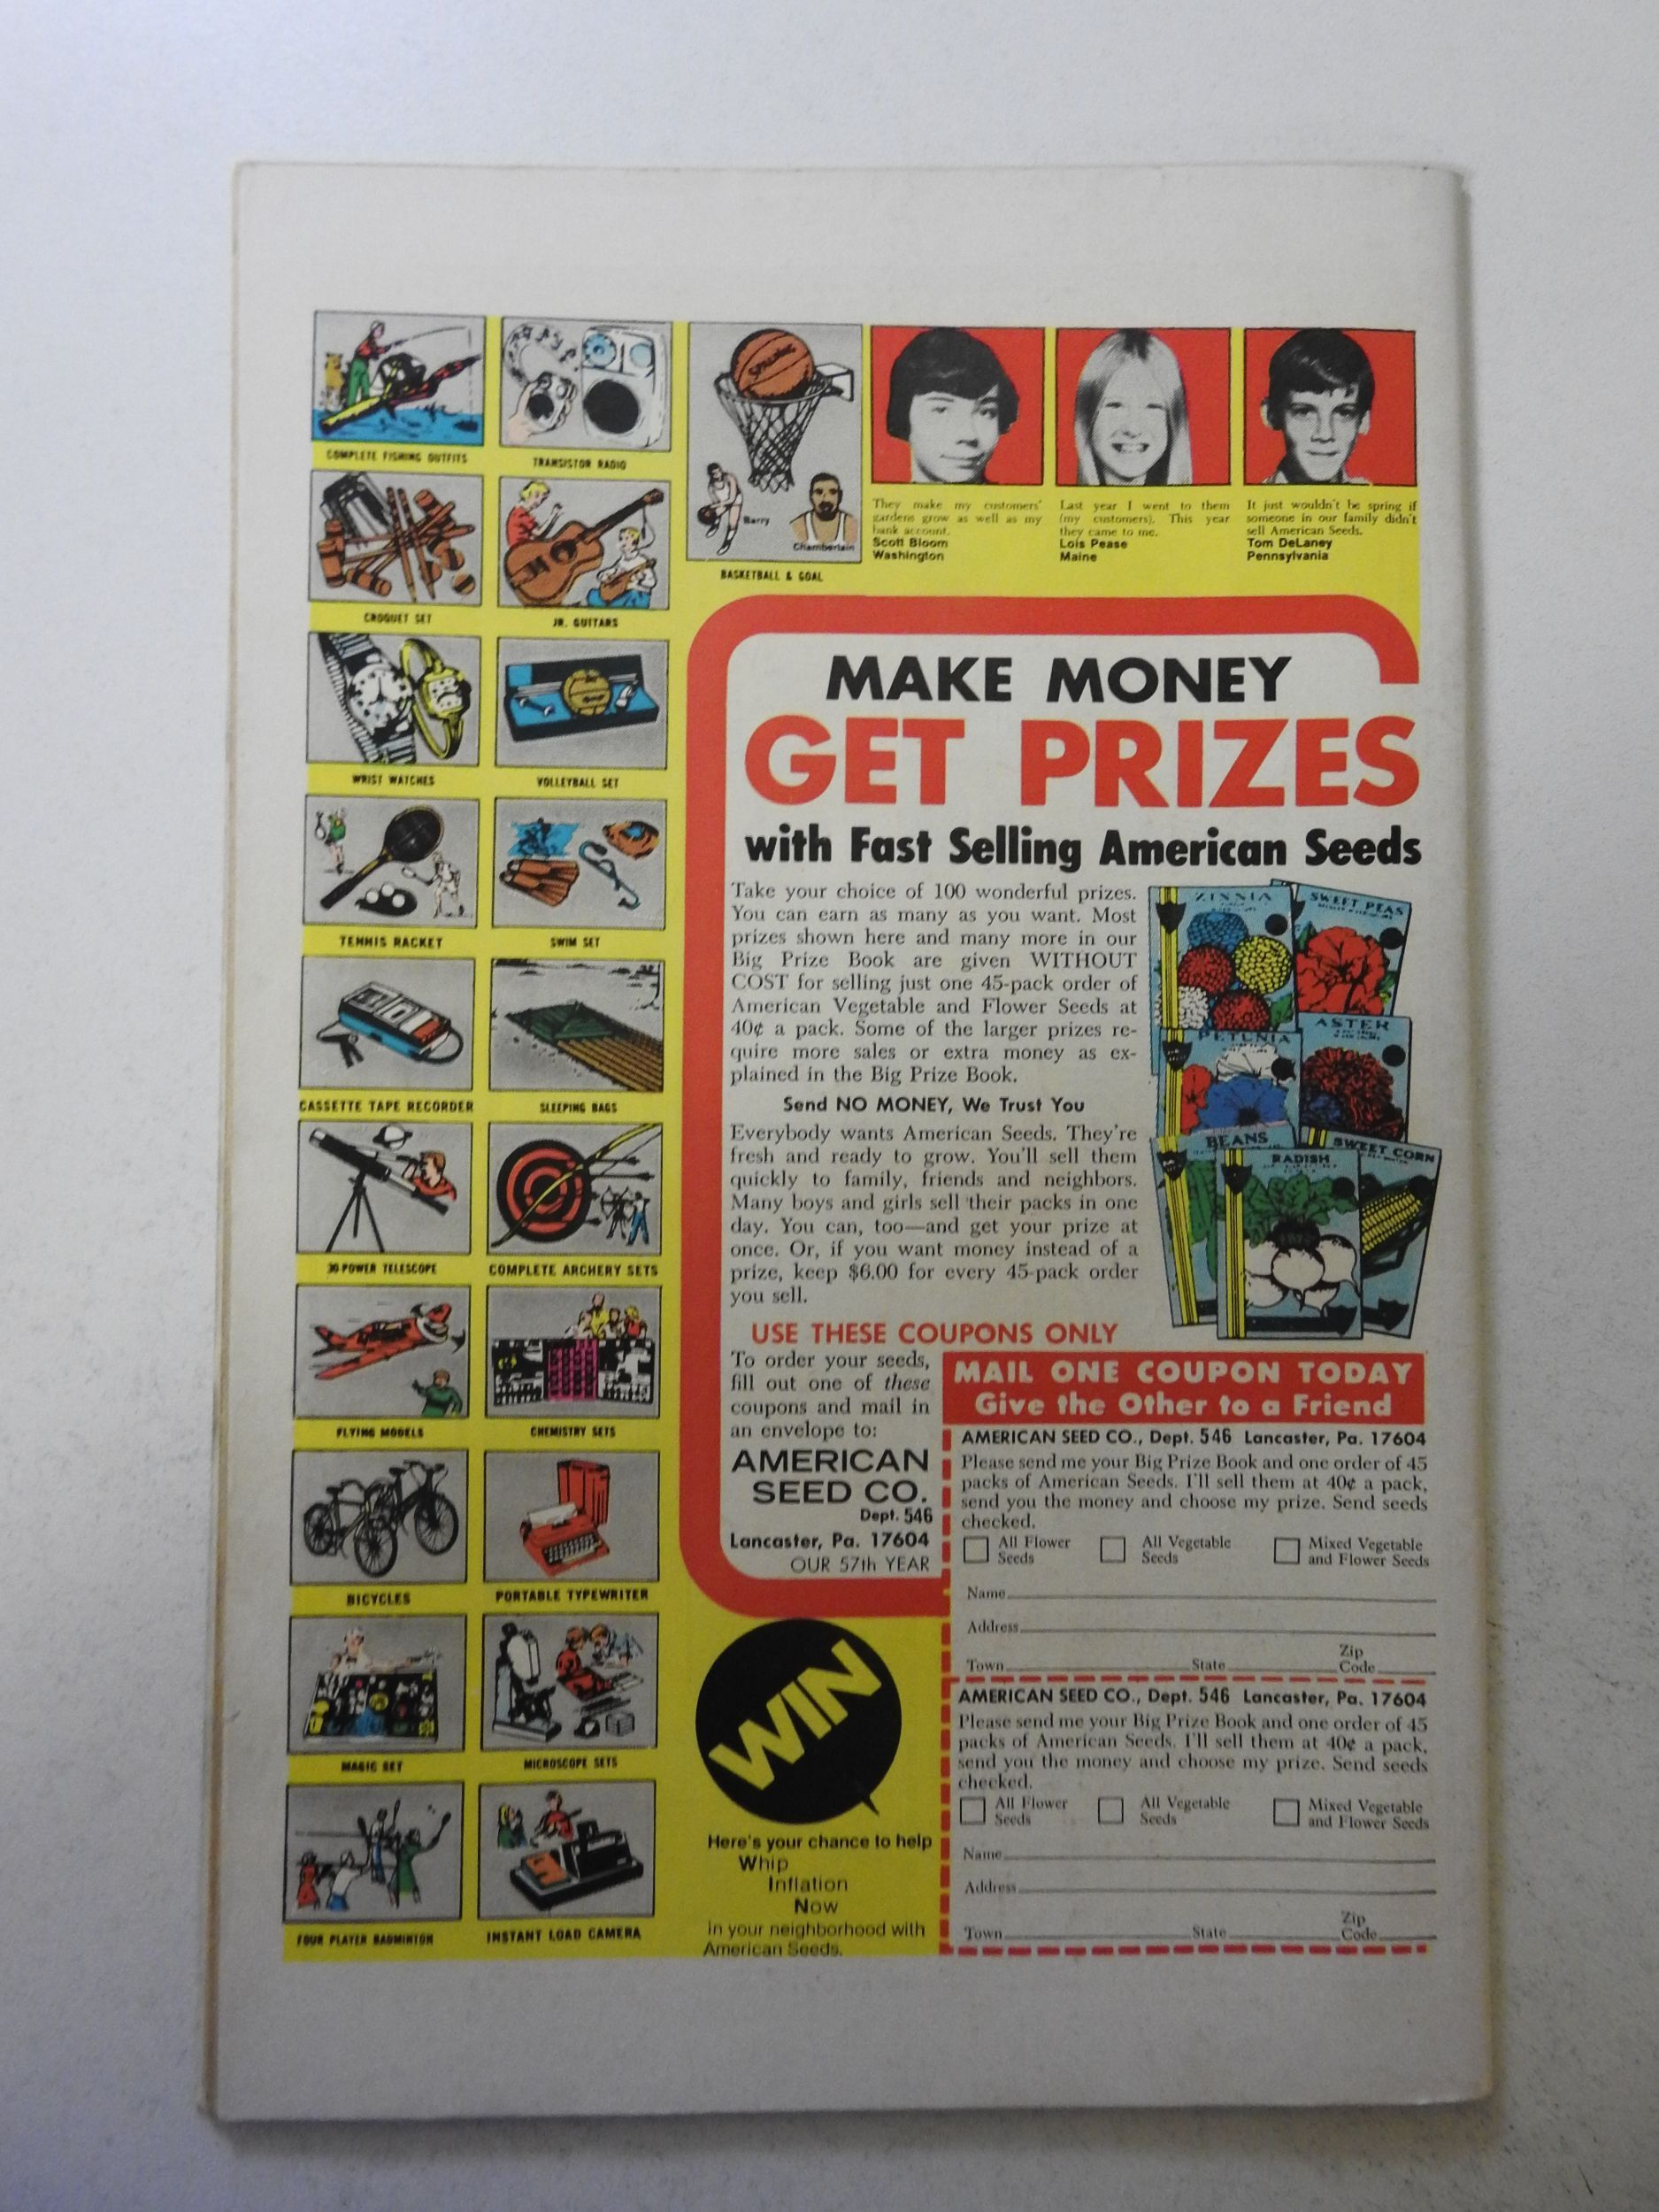 COMPLETE FISHING OUTFITS
TRANSISTOR RADIO
CROQUET SET
JR. GUITARS
WRIST WATCHES
VOLLEYBALL SET
TENNIS RACKET
SWIM SET
CASSETTE TAPE RECORDER
SLEEPING BAGS
30-POWER TELESCOPE
COMPLETE ARCHERY SETS
FLYING MODELS
CHEMISTRY SETS
BICYCLES
PORTABLE TYPEWRITER
MAGIC SET
MICROSCOPE SETS
FOUR PLAYER BADMINTON
INSTANT LOAD CAMERA
SPALDING
Barry
Chamberlain
BASKETBALL & GOAL
They make my customers'
gardens grow as well as my
bank account.
Scott Bloom
Washington
Last year I went to them
(my customers). This year
they came to me.
Lois Pease
Maine
It just wouldn't be spring if
someone in our family didn't
sell American Seeds.
Tom DeLaney
Pennsylvania
MAKE MONEY
GET PRIZES
with Fast Selling American Seeds
Take your choice of 100 wonderful prizes.
You can earn as many as you want. Most
prizes shown here and many more in our
Big Prize Book are given WITHOUT
COST for selling just one 45-pack order of
American Vegetable and Flower Seeds at
40¢ a pack. Some of the larger prizes re-
quire more sales or extra money as ex-
plained in the Big Prize Book.
Send NO MONEY, We Trust You
Everybody wants American Seeds. They're
fresh and ready to grow. You'll sell them
quickly to family, friends and neighbors.
Many boys and girls sell their packs in one
day. You can, too—and get your prize at
once. Or, if you want money instead of a
prize, keep $6.00 for every 45-pack order
you sell.
ZINNIA
SWEET PEAS
PETUNIA
ASTER
BEANS
RADISH
SWEET CORN
USE THESE COUPONS ONLY
To order your seeds,
fill out one of these
coupons and mail in
an envelope to:
AMERICAN
SEED CO.
Dept. 546
Lancaster, Pa. 17604
OUR 57th YEAR
MAIL ONE COUPON TODAY
Give the Other to a Friend
AMERICAN SEED CO., Dept. 546 Lancaster, Pa. 17604
Please send me your Big Prize Book and one order of 45
packs of American Seeds. I'll sell them at 40¢ a pack,
send you the money and choose my prize. Send seeds
checked.
All Flower Seeds
All Vegetable Seeds
Mixed Vegetable and Flower Seeds
Name
Address
Town State Zip Code
AMERICAN SEED CO., Dept. 546 Lancaster, Pa. 17604
Please send me your Big Prize Book and one order of 45
packs of American Seeds. I'll sell them at 40¢ a pack,
send you the money and choose my prize. Send seeds
checked.
All Flower Seeds
All Vegetable Seeds
Mixed Vegetable and Flower Seeds
Name
Address
Town State Zip Code
WIN
Here's your chance to help
Whip
Inflation
Now
in your neighborhood with
American Seeds.